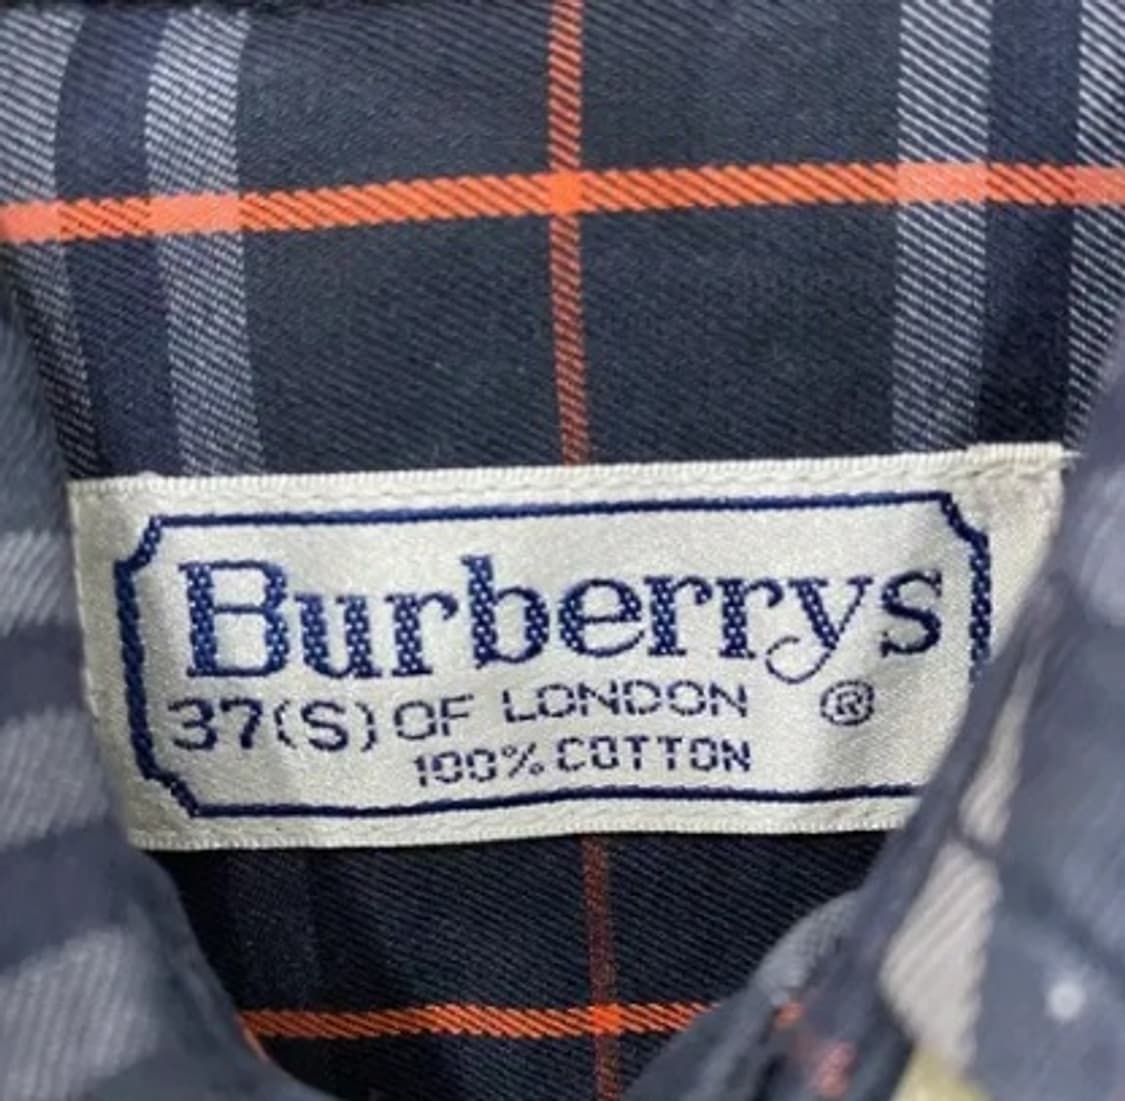 Burberrys
37(S) OF LONDON ®
100% COTTON